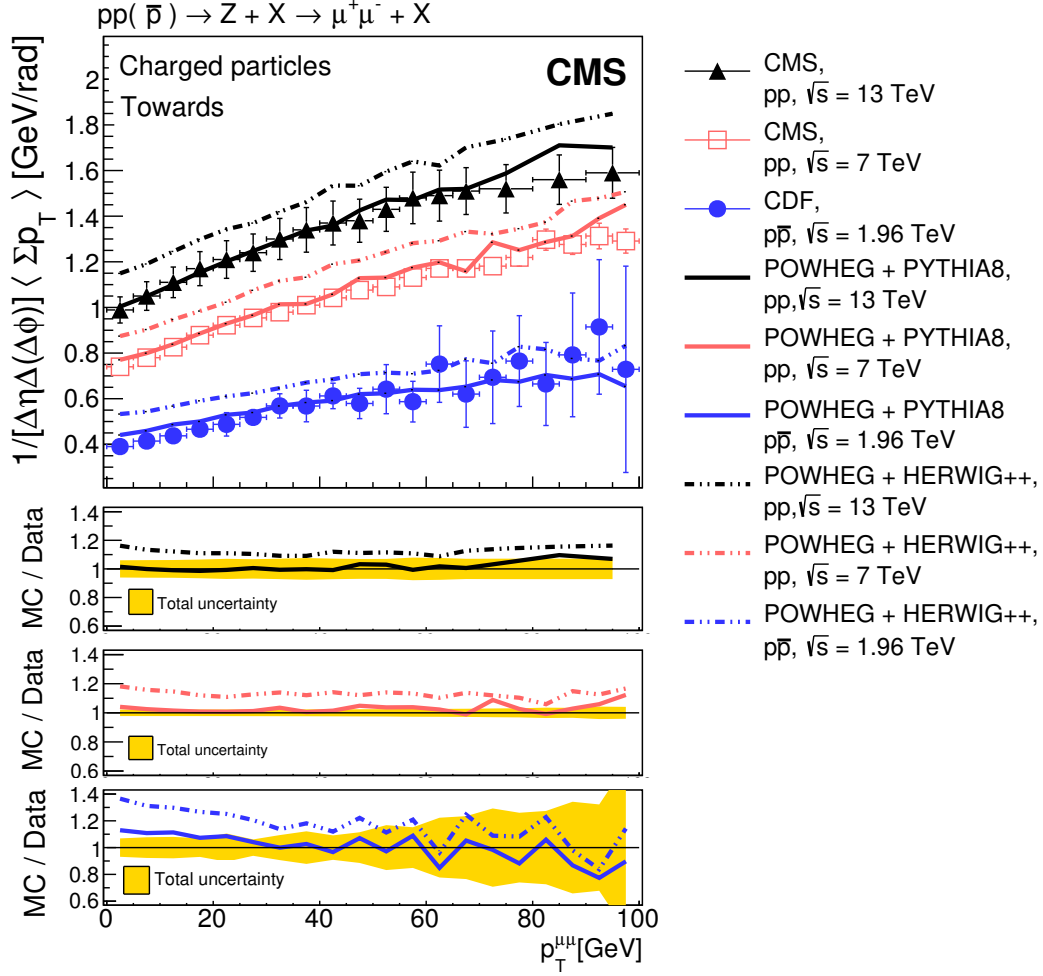 pp( p̅ ) → Z + X → μ⁺μ⁻ + X
Charged particles
CMS
Towards
1/[ΔηΔ(Δϕ)] ⟨ Σp_T ⟩ [GeV/rad]
2
1.8
1.6
1.4
1.2
1
0.8
0.6
0.4
CMS,
pp, √s = 13 TeV
CMS,
pp, √s = 7 TeV
CDF,
pp̅, √s = 1.96 TeV
POWHEG + PYTHIA8,
pp,√s = 13 TeV
POWHEG + PYTHIA8,
pp, √s = 7 TeV
POWHEG + PYTHIA8
pp̅, √s = 1.96 TeV
POWHEG + HERWIG++,
pp,√s = 13 TeV
POWHEG + HERWIG++,
pp, √s = 7 TeV
POWHEG + HERWIG++,
pp̅, √s = 1.96 TeV
MC / Data
1.4
1.2
1
0.8
0.6
Total uncertainty
MC / Data
1.4
1.2
1
0.8
0.6
Total uncertainty
MC / Data
1.4
1.2
1
0.8
0.6
Total uncertainty
0 20 40 60 80 100
p_T^μμ[GeV]